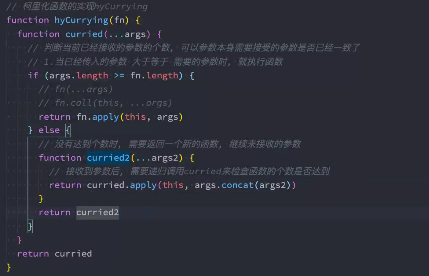 // 柯里化函数的实现hyCurrying
function hyCurrying(fn) {
function curried(...args) {
// 判断当前已经接收的参数的个数, 可以参数本身需要接受的参数是否已经一致了
// 1.当已经传入的参数 大于等于 需要的参数时, 就执行函数
if (args.length >= fn.length) {
// fn(...args)
// fn.call(this, ...args)
return fn.apply(this, args)
} else {
// 没有达到个数时, 需要返回一个新的函数, 继续来接收的参数
function curried2(...args2) {
// 接收到参数后, 需要递归调用curried来检查函数的个数是否达到
return curried.apply(this, args.concat(args2))
}
return curried2
}
}
return curried
}